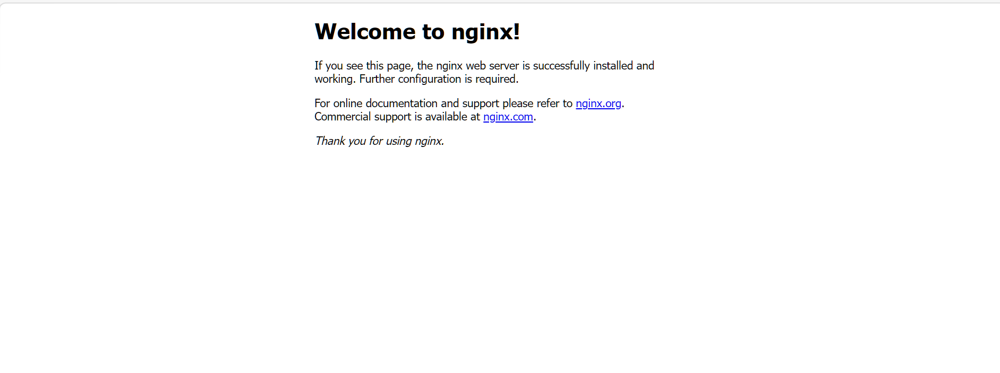 Welcome to nginx!
If you see this page, the nginx web server is successfully installed and
working. Further configuration is required.
For online documentation and support please refer to nginx.org.
Commercial support is available at nginx.com.
Thank you for using nginx.